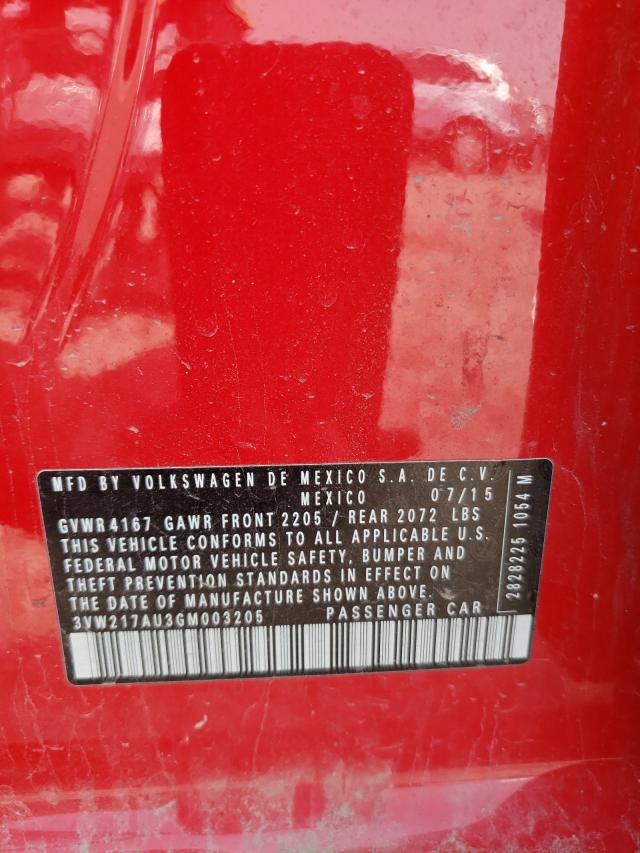 MFD BY VOLKSWAGEN DE MEXICO S.A. DE C.V.
MEXICO 07/15
GVWR4167 GAWR FRONT 2205 / REAR 2072 LBS
THIS VEHICLE CONFORMS TO ALL APPLICABLE U.S.
FEDERAL MOTOR VEHICLE SAFETY, BUMPER AND
THEFT PREVENTION STANDARDS IN EFFECT ON
THE DATE OF MANUFACTURE SHOWN ABOVE.
3VW217AU3GM003205 PASSENGER CAR
2828225 1054 M